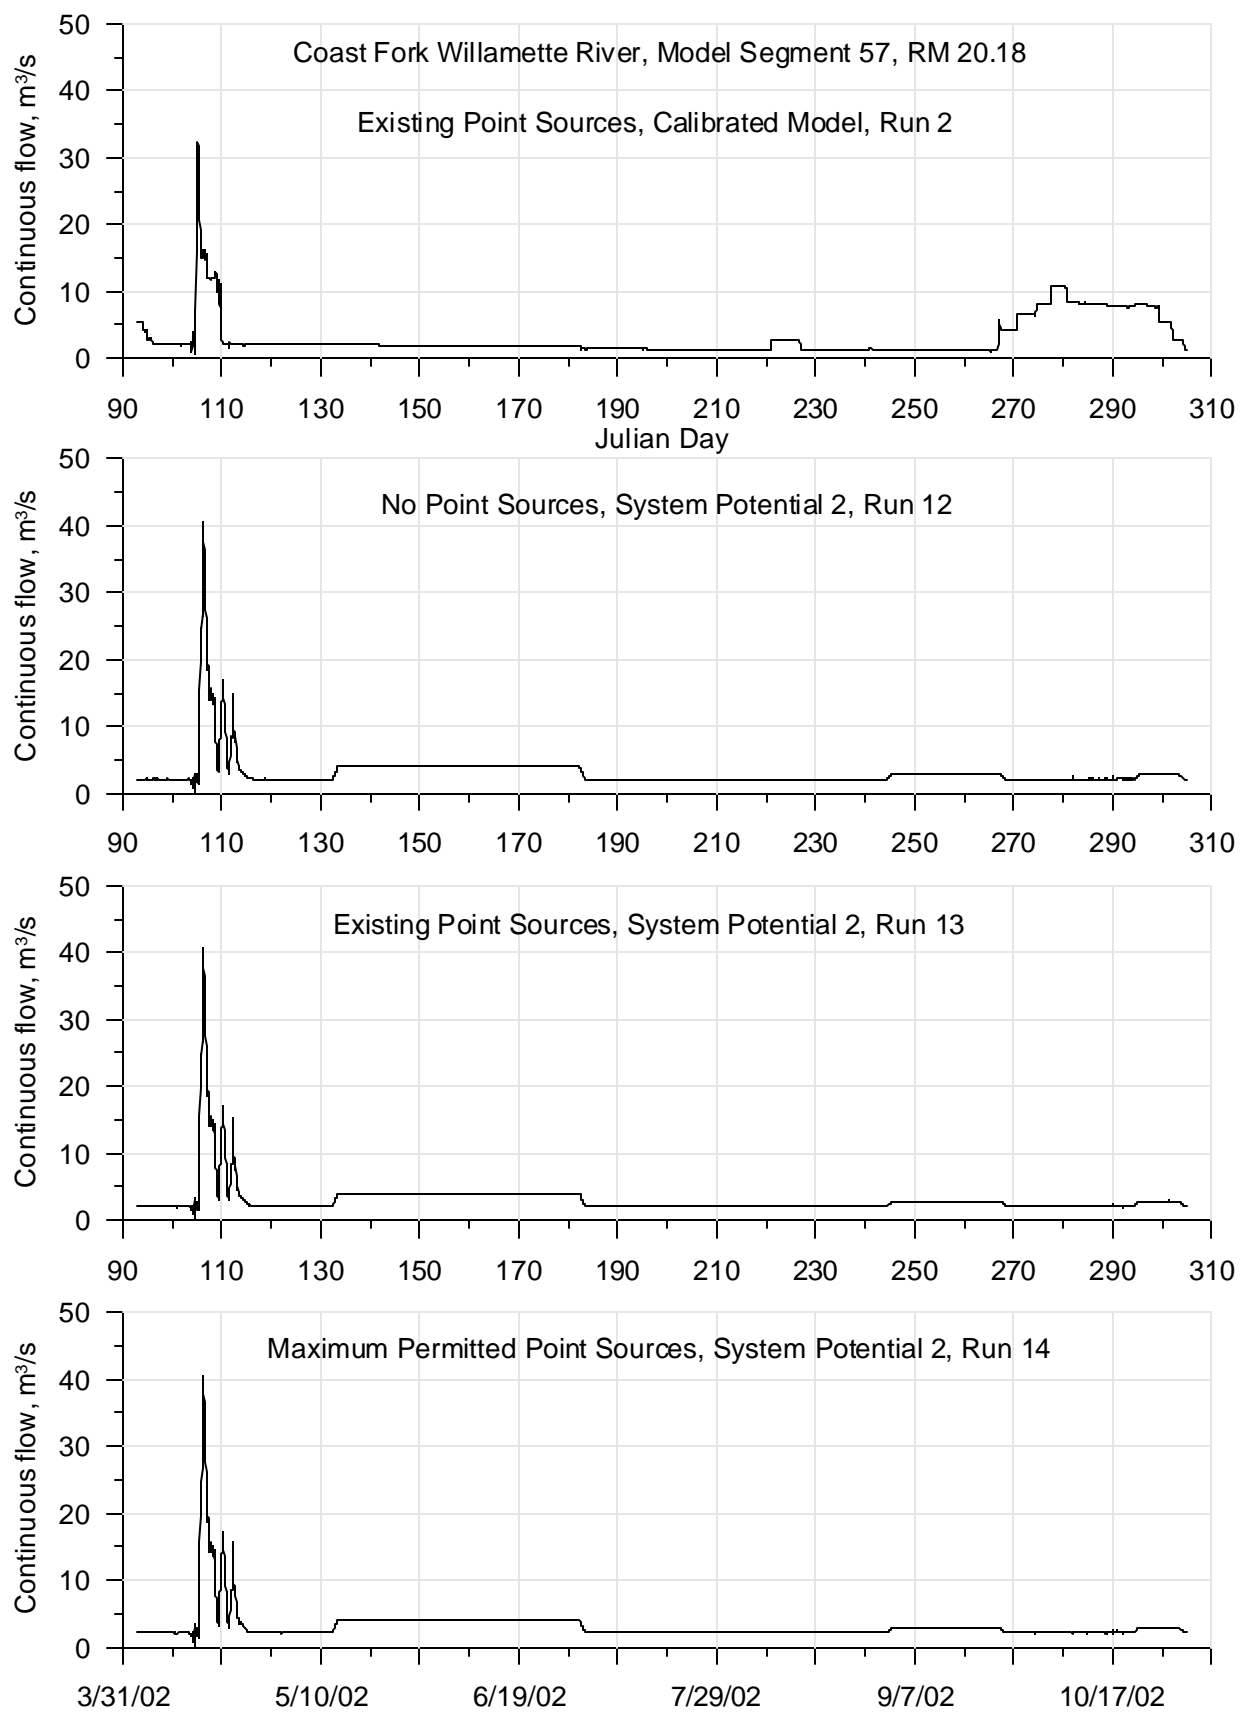 Coast Fork Willamette River, Model Segment 57, RM 20.18
Existing Point Sources, Calibrated Model, Run 2
Continuous flow, m³/s
50
40
30
20
10
0
90 110 130 150 170 190 210 230 250 270 290 310
Julian Day
No Point Sources, System Potential 2, Run 12
Continuous flow, m³/s
50
40
30
20
10
0
90 110 130 150 170 190 210 230 250 270 290 310
Existing Point Sources, System Potential 2, Run 13
Continuous flow, m³/s
50
40
30
20
10
0
90 110 130 150 170 190 210 230 250 270 290 310
Maximum Permitted Point Sources, System Potential 2, Run 14
Continuous flow, m³/s
50
40
30
20
10
0
3/31/02 5/10/02 6/19/02 7/29/02 9/7/02 10/17/02